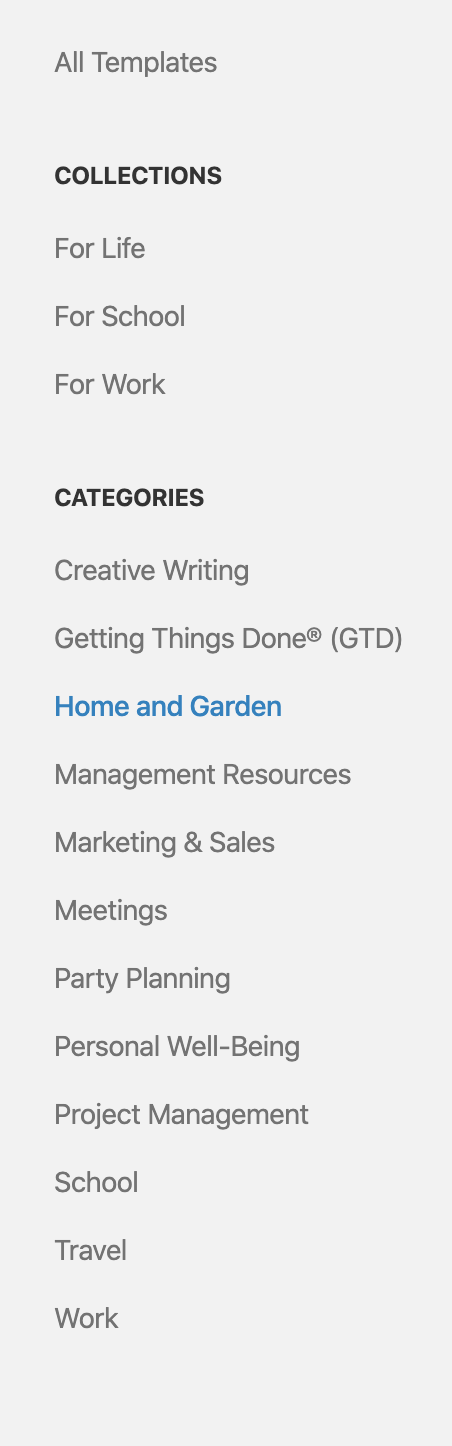 All Templates
COLLECTIONS
For Life
For School
For Work
CATEGORIES
Creative Writing
Getting Things Done® (GTD)
Home and Garden
Management Resources
Marketing & Sales
Meetings
Party Planning
Personal Well-Being
Project Management
School
Travel
Work